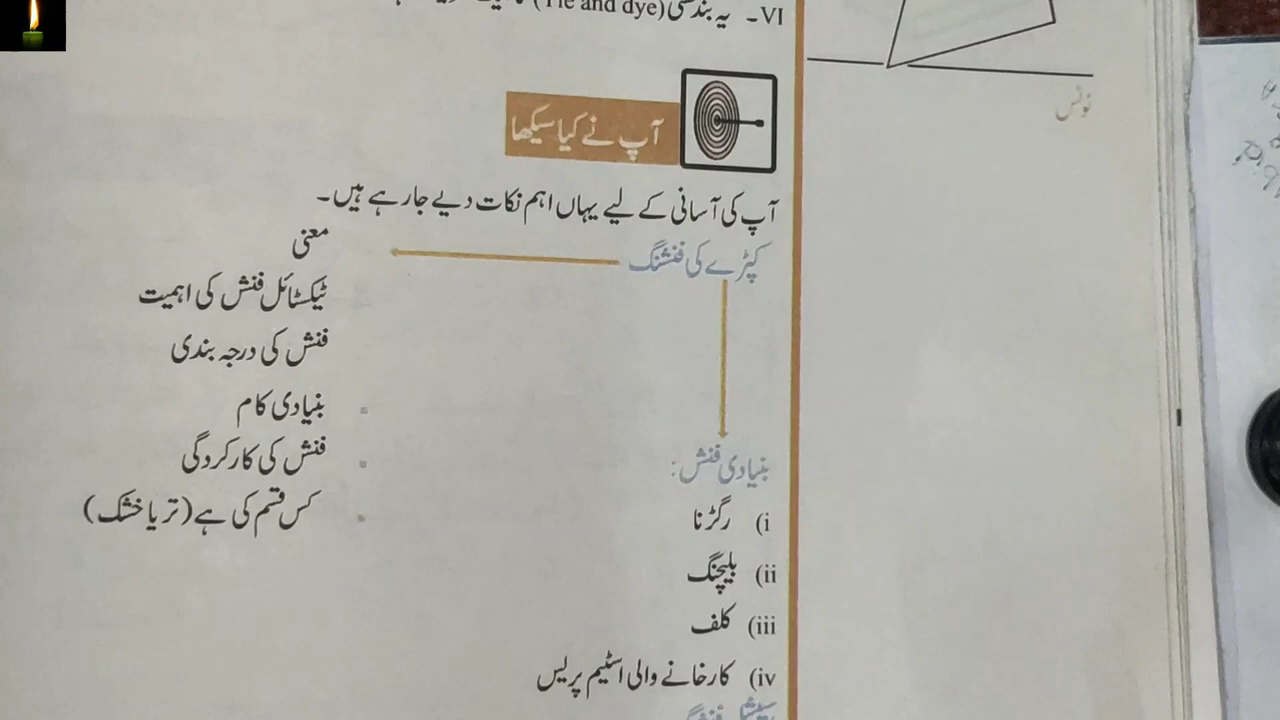 VI۔ یہ بندھنی (Tie and dye)
نوٹس
آپ نے کیا سیکھا
آپ کی آسانی کے لیے یہاں اہم نکات دیے جا رہے ہیں۔
کپڑے کی فنشنگ
معنی
ٹیکسٹائل فنش کی اہمیت
فنش کی درجہ بندی
بنیادی کام
فنش کی کارکردگی
کس قسم کی ہے (تر یا خشک)
بنیادی فنش:
(i رگڑنا
(ii بلیچنگ
(iii کلف
(iv کارخانے والی اسٹیم پریس